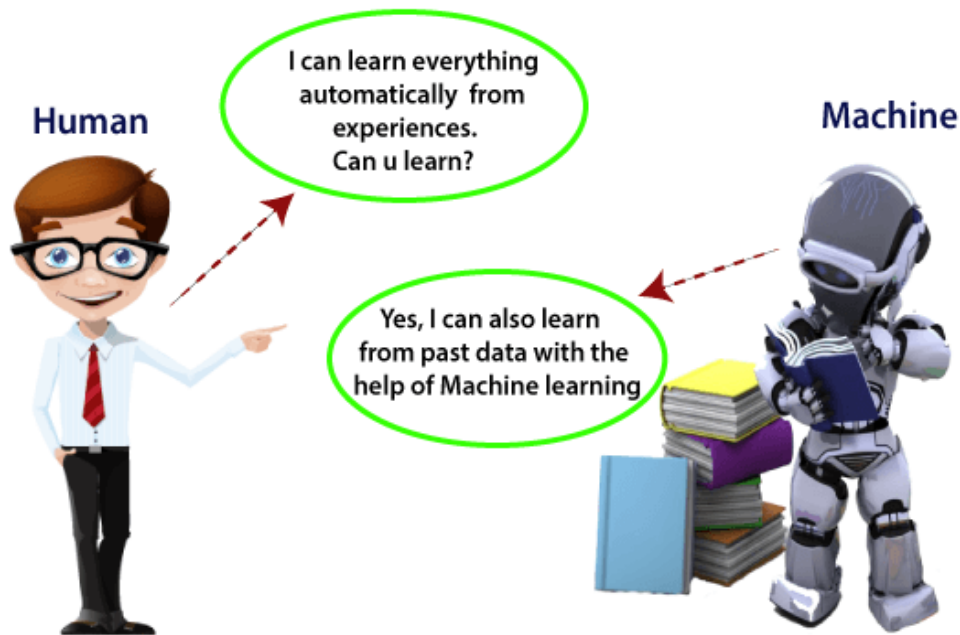 Human
I can learn everything
automatically from
experiences.
Can u learn?
Machine
Yes, I can also learn
from past data with the
help of Machine learning